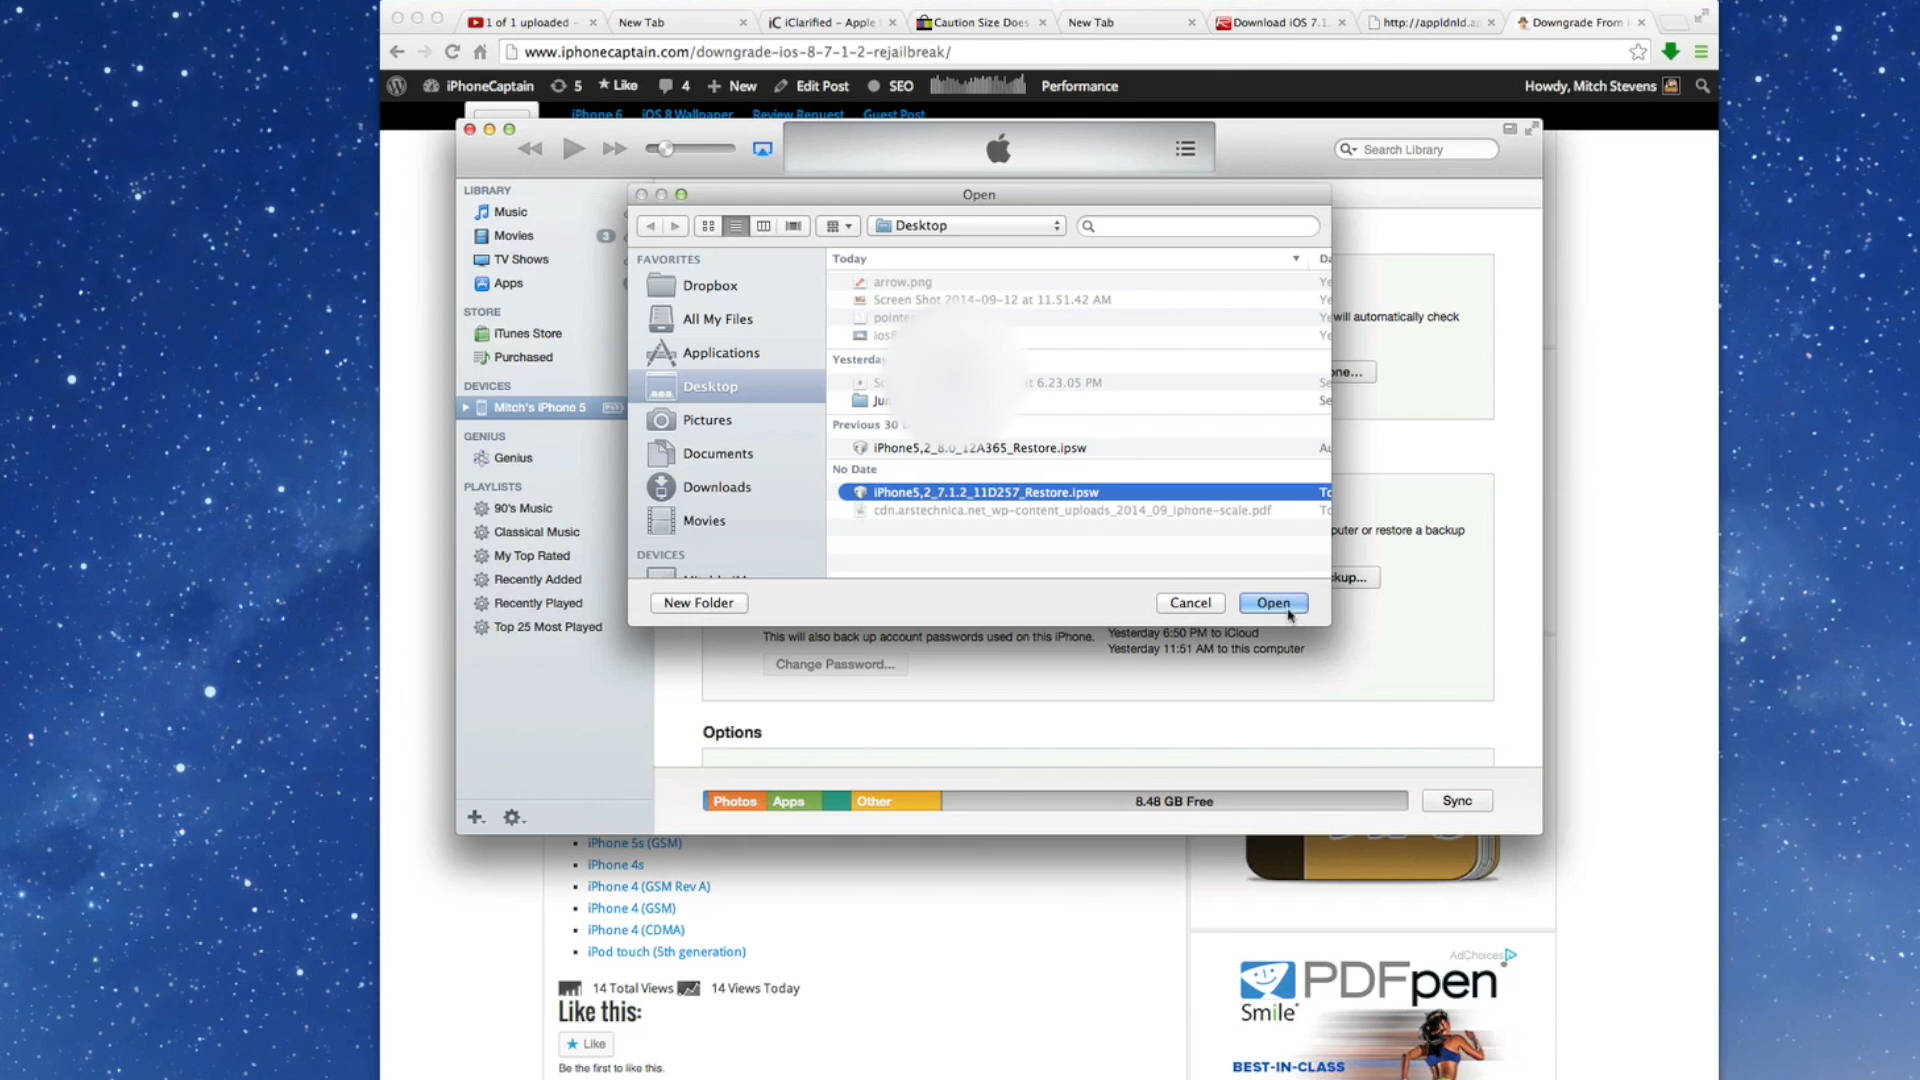 1 of 1 uploaded -
New Tab
iClarified - Apple
Caution Size Does
New Tab
Download iOS 7.1.
http://appldnld.a
Downgrade From
www.iphonecaptain.com/downgrade-ios-8-7-1-2-rejailbreak/
iPhoneCaptain 5 Like 4 New Edit Post SEO Performance Howdy, Mitch Stevens
iPhone 6 iOS 8 Wallpaper Review Request Guest Post
Search Library
LIBRARY
Music
Movies 3
TV Shows
Apps
STORE
iTunes Store
Purchased
DEVICES
Mitch's iPhone 5
GENIUS
Genius
PLAYLISTS
90's Music
Classical Music
My Top Rated
Recently Added
Recently Played
Top 25 Most Played
Open
Desktop
FAVORITES
Dropbox
All My Files
Applications
Desktop
Pictures
Documents
Downloads
Movies
DEVICES
Today
arrow.png
Screen Shot 2014-09-12 at 11.51.42 AM
Yesterday
6.23.05 PM
Previous 30
iPhone5,2_8.0_12A365_Restore.ipsw
No Date
iPhone5,2_7.1.2_11D257_Restore.ipsw
cdn.arstechnica.net_wp-content_uploads_2014_09_iphone-scale.pdf
New Folder Cancel Open
will automatically check
or restore a backup
This will also back up account passwords used on this iPhone.
Change Password...
Yesterday 6:50 PM to iCloud
Yesterday 11:51 AM to this computer
Options
Photos Apps Other 8.48 GB Free Sync
iPhone 5s (GSM)
iPhone 4s
iPhone 4 (GSM Rev A)
iPhone 4 (GSM)
iPhone 4 (CDMA)
iPod touch (5th generation)
14 Total Views 14 Views Today
Like this:
Like
Be the first to like this.
AdChoices
PDFpen
Smile
BEST-IN-CLASS